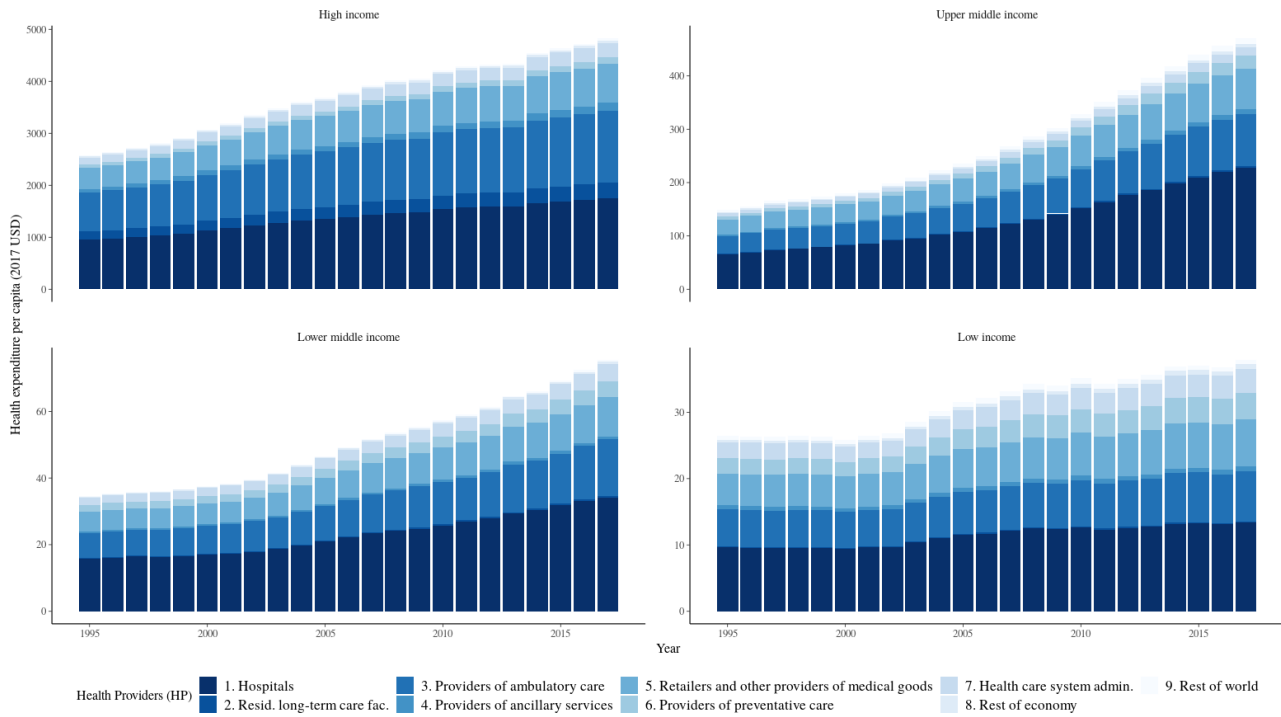 High income
Upper middle income
5000
4000
3000
2000
1000
0
400
300
200
100
0
Health expenditure per capita (2017 USD)
Lower middle income
Low income
60
40
20
0
30
20
10
0
1995 2000 2005 2010 2015
1995 2000 2005 2010 2015
Year
Health Providers (HP)
1. Hospitals
2. Resid. long-term care fac.
3. Providers of ambulatory care
4. Providers of ancillary services
5. Retailers and other providers of medical goods
6. Providers of preventative care
7. Health care system admin.
8. Rest of economy
9. Rest of world